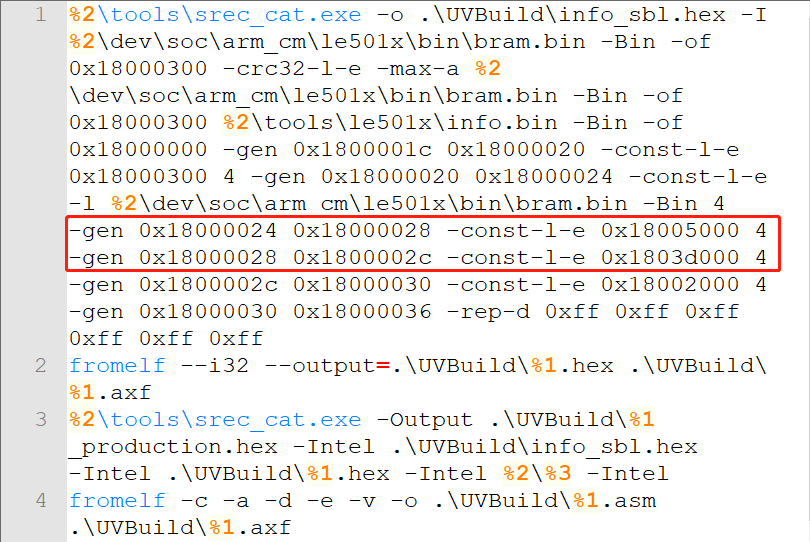 1 %2\tools\srec_cat.exe -o .\UVBuild\info_sbl.hex -I
%2\dev\soc\arm_cm\le501x\bin\bram.bin -Bin -of
0x18000300 -crc32-l-e -max-a %2
\dev\soc\arm_cm\le501x\bin\bram.bin -Bin -of
0x18000300 %2\tools\le501x\info.bin -Bin -of
0x18000000 -gen 0x1800001c 0x18000020 -const-l-e
0x18000300 4 -gen 0x18000020 0x18000024 -const-l-e
-l %2\dev\soc\arm_cm\le501x\bin\bram.bin -Bin 4
-gen 0x18000024 0x18000028 -const-l-e 0x18005000 4
-gen 0x18000028 0x1800002c -const-l-e 0x1803d000 4
-gen 0x1800002c 0x18000030 -const-l-e 0x18002000 4
-gen 0x18000030 0x18000036 -rep-d 0xff 0xff 0xff
0xff 0xff 0xff
2 fromelf --i32 --output=.\UVBuild\%1.hex .\UVBuild\
%1.axf
3 %2\tools\srec_cat.exe -Output .\UVBuild\%1
_production.hex -Intel .\UVBuild\info_sbl.hex
-Intel .\UVBuild\%1.hex -Intel %2\%3 -Intel
4 fromelf -c -a -d -e -v -o .\UVBuild\%1.asm
.\UVBuild\%1.axf